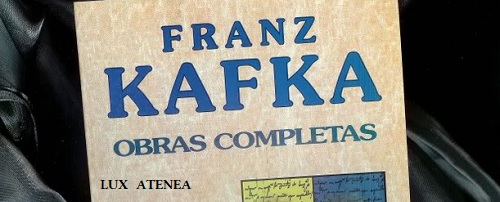 FRANZ
KAFKA
OBRAS COMPLETAS
LUX ATENEA